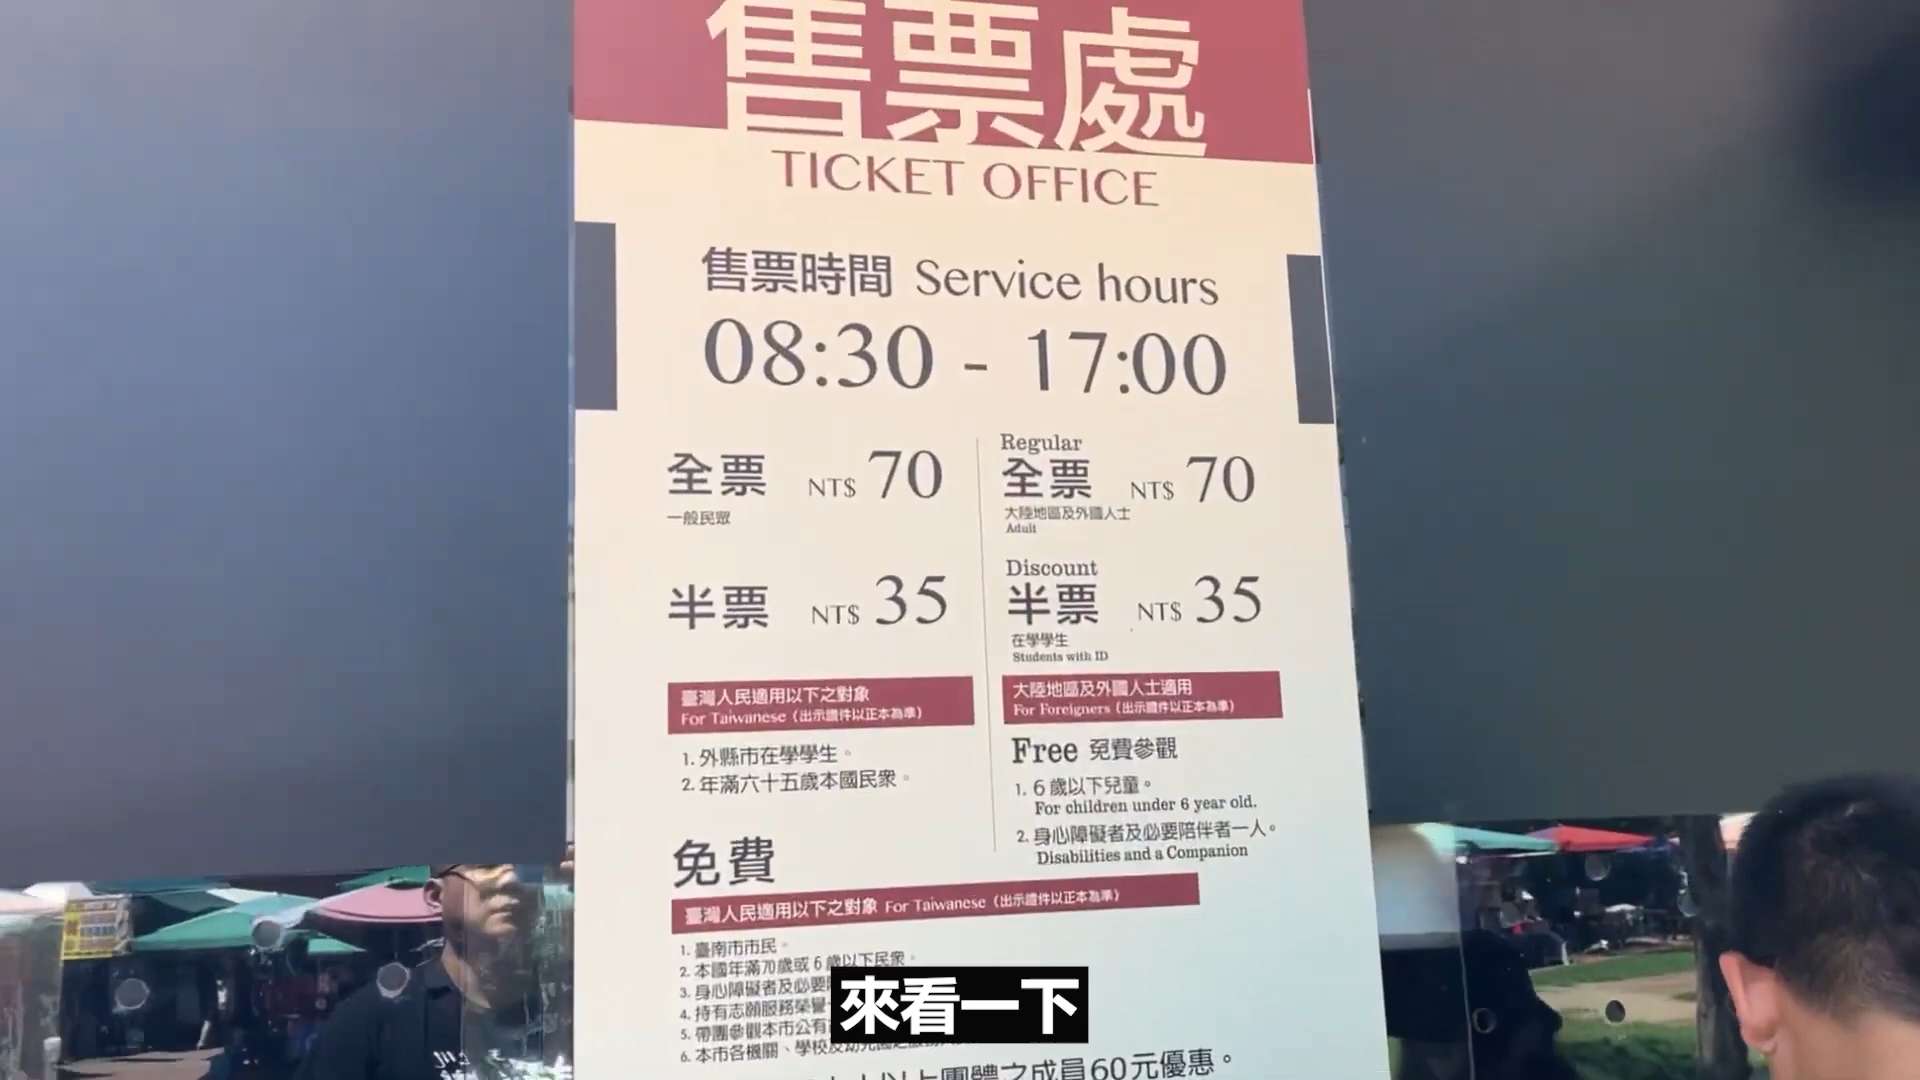 售票處
TICKET OFFICE
售票時間 Service hours
08:30 - 17:00
全票 NT$ 70
一般民眾
半票 NT$ 35
臺灣人民適用以下之對象
For Taiwanese（出示證件以正本為準）
1. 外縣市在學學生。
2. 年滿六十五歲本國民衆。
Regular
全票 NT$ 70
大陸地區及外國人士
Adult
Discount
半票 NT$ 35
在學學生
Students with ID
大陸地區及外國人士適用
For Foreigners（出示證件以正本為準）
Free 免費參觀
1. 6 歲以下兒童。
For children under 6 year old.
2. 身心障礙者及必要陪伴者一人。
Disabilities and a Companion
免費
臺灣人民適用以下之對象 For Taiwanese（出示證件以正本為準）
1. 臺南市市民。
2. 本國年滿70歲或 6 歲以下民衆。
3. 身心障礙者及必要
4. 持有志願服務榮譽
5. 帶團參觀本市公有
6. 本市各機關、學校及幼兒園
以上團體之成員60元優惠。
來看一下